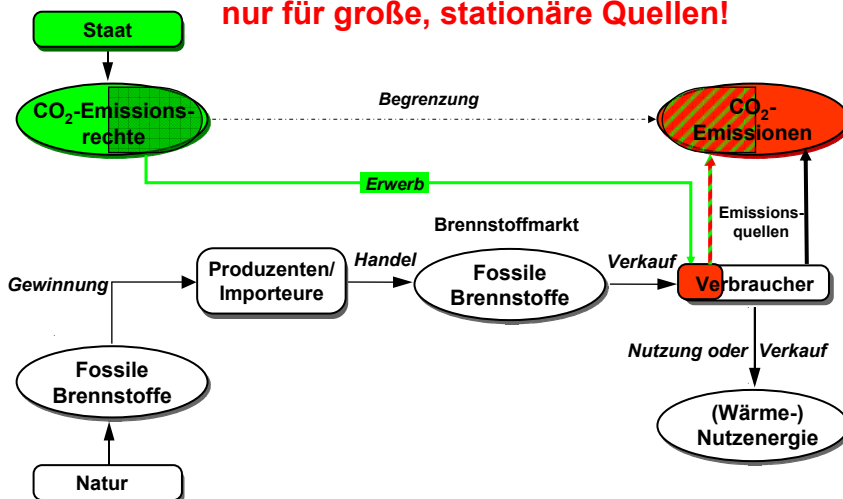 nur für große, stationäre Quellen!
Staat
CO₂-Emissions-
rechte
Begrenzung
CO₂-
Emissionen
Erwerb
Emissions-
quellen
Brennstoffmarkt
Gewinnung
Produzenten/
Importeure
Handel
Fossile
Brennstoffe
Verkauf
Verbraucher
Nutzung oder Verkauf
Fossile
Brennstoffe
(Wärme-)
Nutzenergie
Natur